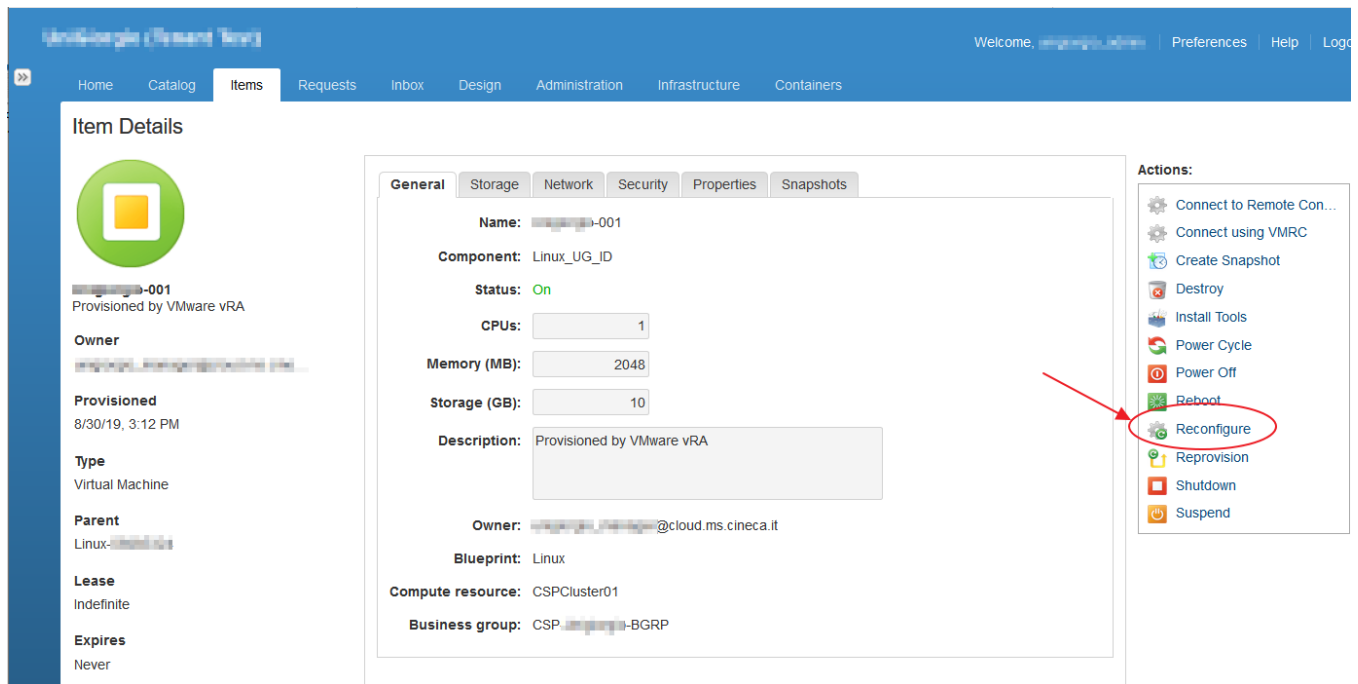 Welcome,
Preferences
Help
Logo
Home
Catalog
Items
Requests
Inbox
Design
Administration
Infrastructure
Containers
Item Details
-001
Provisioned by VMware vRA
Owner
Provisioned
8/30/19, 3:12 PM
Type
Virtual Machine
Parent
Linux-
Lease
Indefinite
Expires
Never
General
Storage
Network
Security
Properties
Snapshots
Name: -001
Component: Linux_UG_ID
Status: On
CPUs: 1
Memory (MB): 2048
Storage (GB): 10
Description: Provisioned by VMware vRA
Owner: @cloud.ms.cineca.it
Blueprint: Linux
Compute resource: CSPCluster01
Business group: CSP- -BGRP
Actions:
Connect to Remote Con...
Connect using VMRC
Create Snapshot
Destroy
Install Tools
Power Cycle
Power Off
Reboot
Reconfigure
Reprovision
Shutdown
Suspend